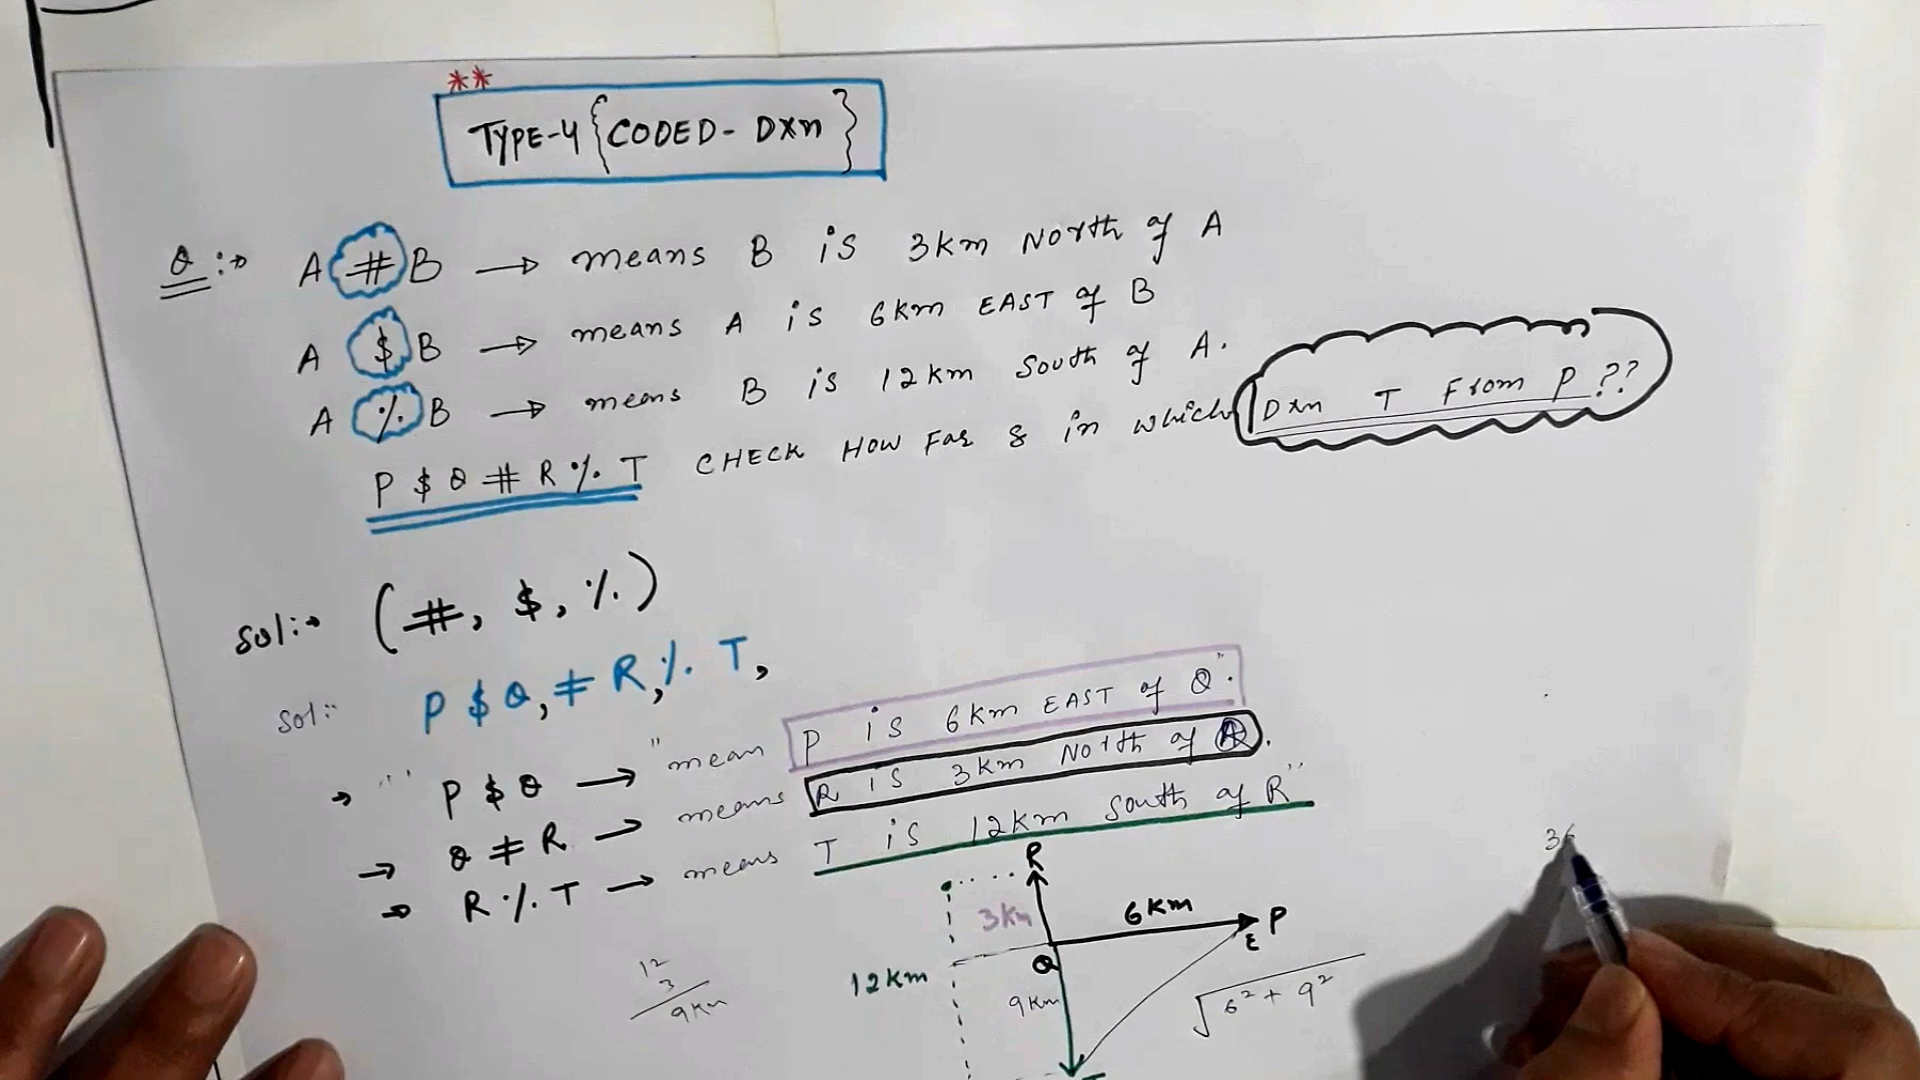 **
TYPE-4 {CODED- DXn}
Q:→ A # B → means B is 3km North of A
A $ B → means A is 6km EAST of B
A % B → means B is 12km South of A.
P $ Q # R % T CHECK HOW Far & in which Dxn T From P ??
Sol:→ (#, $, %)
Sol:- P $ Q, ≠ R, % T,
→ P $ Q → "mean P is 6km EAST of Q".
→ Q ≠ R → means R is 3km North of Q.
→ R % T → means T is 12km South of R"
R
3km
6km P
E
Q
12km
9km
12
3
9km
√6² + 9²
36